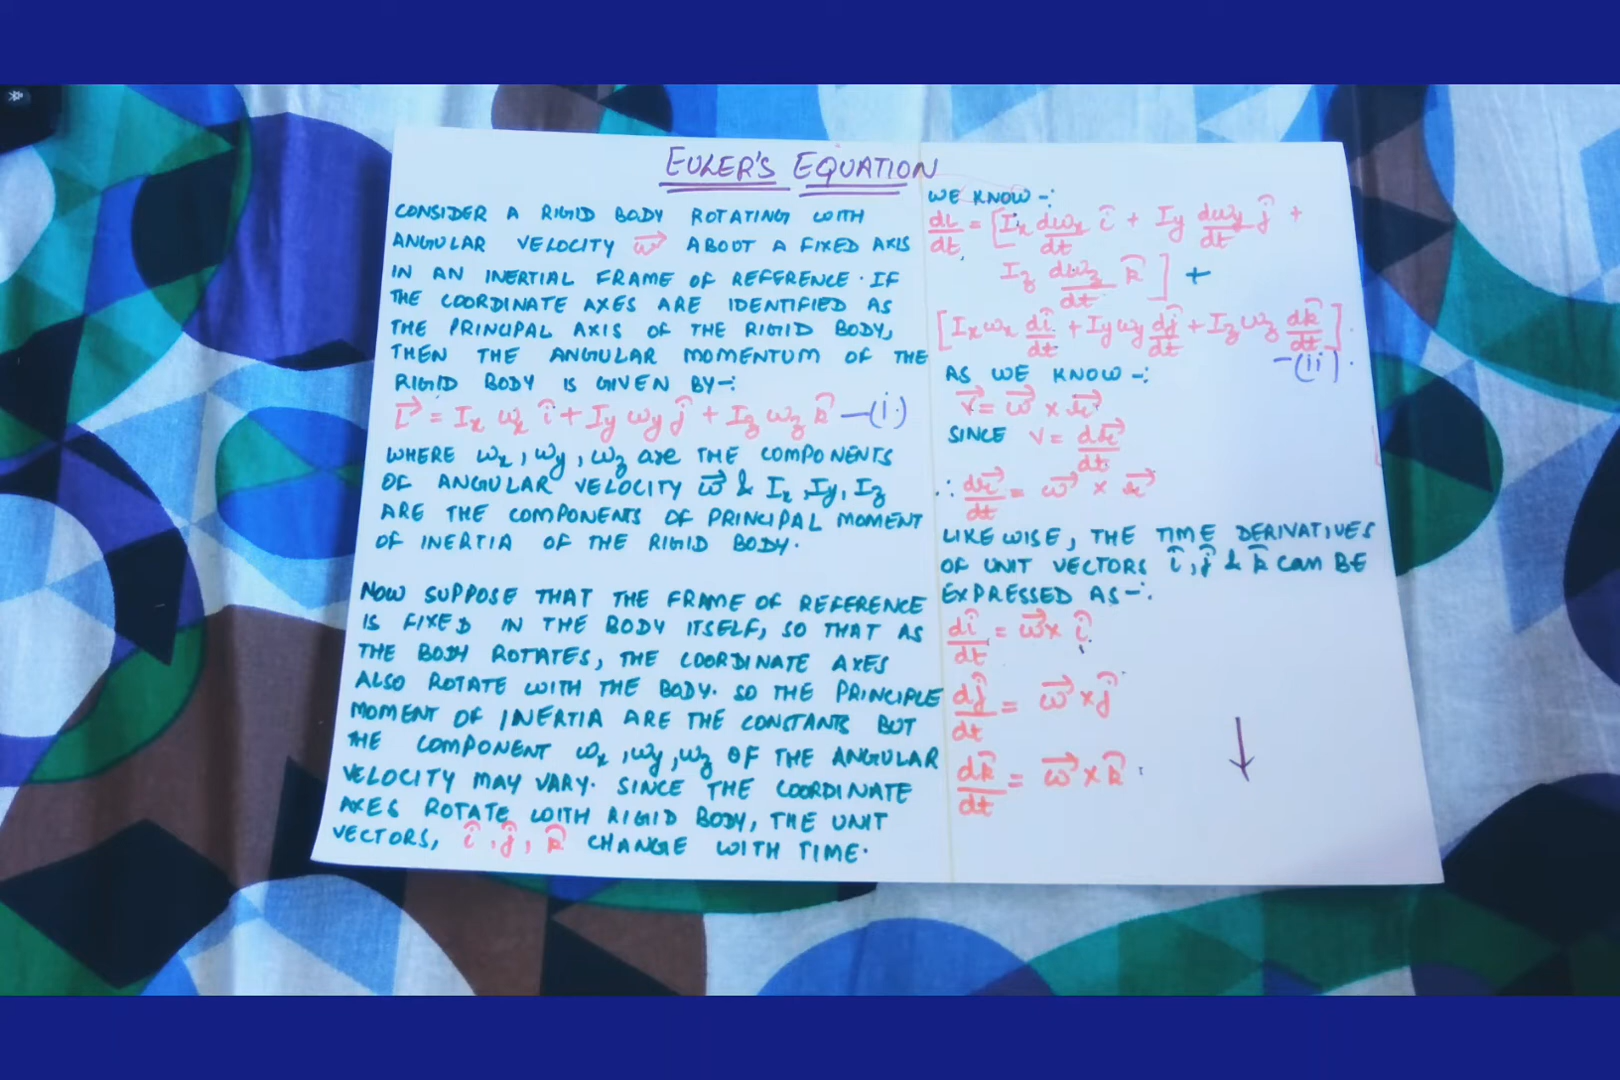 EULER'S EQUATION
CONSIDER A RIGID BODY ROTATING WITH
ANGULAR VELOCITY ω⃗ ABOUT A FIXED AXIS
IN AN INERTIAL FRAME OF REFERENCE. IF
THE COORDINATE AXES ARE IDENTIFIED AS
THE PRINCIPAL AXIS OF THE RIGID BODY,
THEN THE ANGULAR MOMENTUM OF THE
RIGID BODY IS GIVEN BY -:
L⃗ = Ix ωx î + Iy ωy ĵ + Iz ωz k̂ —(i)
WHERE ωx, ωy, ωz are THE COMPONENTS
OF ANGULAR VELOCITY ω⃗ & Ix, Iy, Iz
ARE THE COMPONENTS OF PRINCIPAL MOMENT
OF INERTIA OF THE RIGID BODY.
NOW SUPPOSE THAT THE FRAME OF REFERENCE
IS FIXED IN THE BODY ITSELF, SO THAT AS
THE BODY ROTATES, THE COORDINATE AXES
ALSO ROTATE WITH THE BODY. SO THE PRINCIPLE
MOMENT OF INERTIA ARE THE CONSTANTS BUT
THE COMPONENT ωx, ωy, ωz OF THE ANGULAR
VELOCITY MAY VARY. SINCE THE COORDINATE
AXES ROTATE WITH RIGID BODY, THE UNIT
VECTORS, î, ĵ, k̂ CHANGE WITH TIME.
WE KNOW -:
dL/dt = [Ix dωx/dt î + Iy dωy/dt ĵ +
Iz dωz/dt k̂] +
[Ixωx dî/dt + Iyωy dĵ/dt + Izωz dk̂/dt]
—(ii)
AS WE KNOW -:
v⃗ = ω⃗ × r⃗
SINCE v = dr⃗/dt
∴ dr⃗/dt = ω⃗ × r⃗
LIKEWISE, THE TIME DERIVATIVES
OF UNIT VECTORS î, ĵ & k̂ can BE
EXPRESSED AS -:
dî/dt = ω⃗ × î
dĵ/dt = ω⃗ × ĵ
dk̂/dt = ω⃗ × k̂